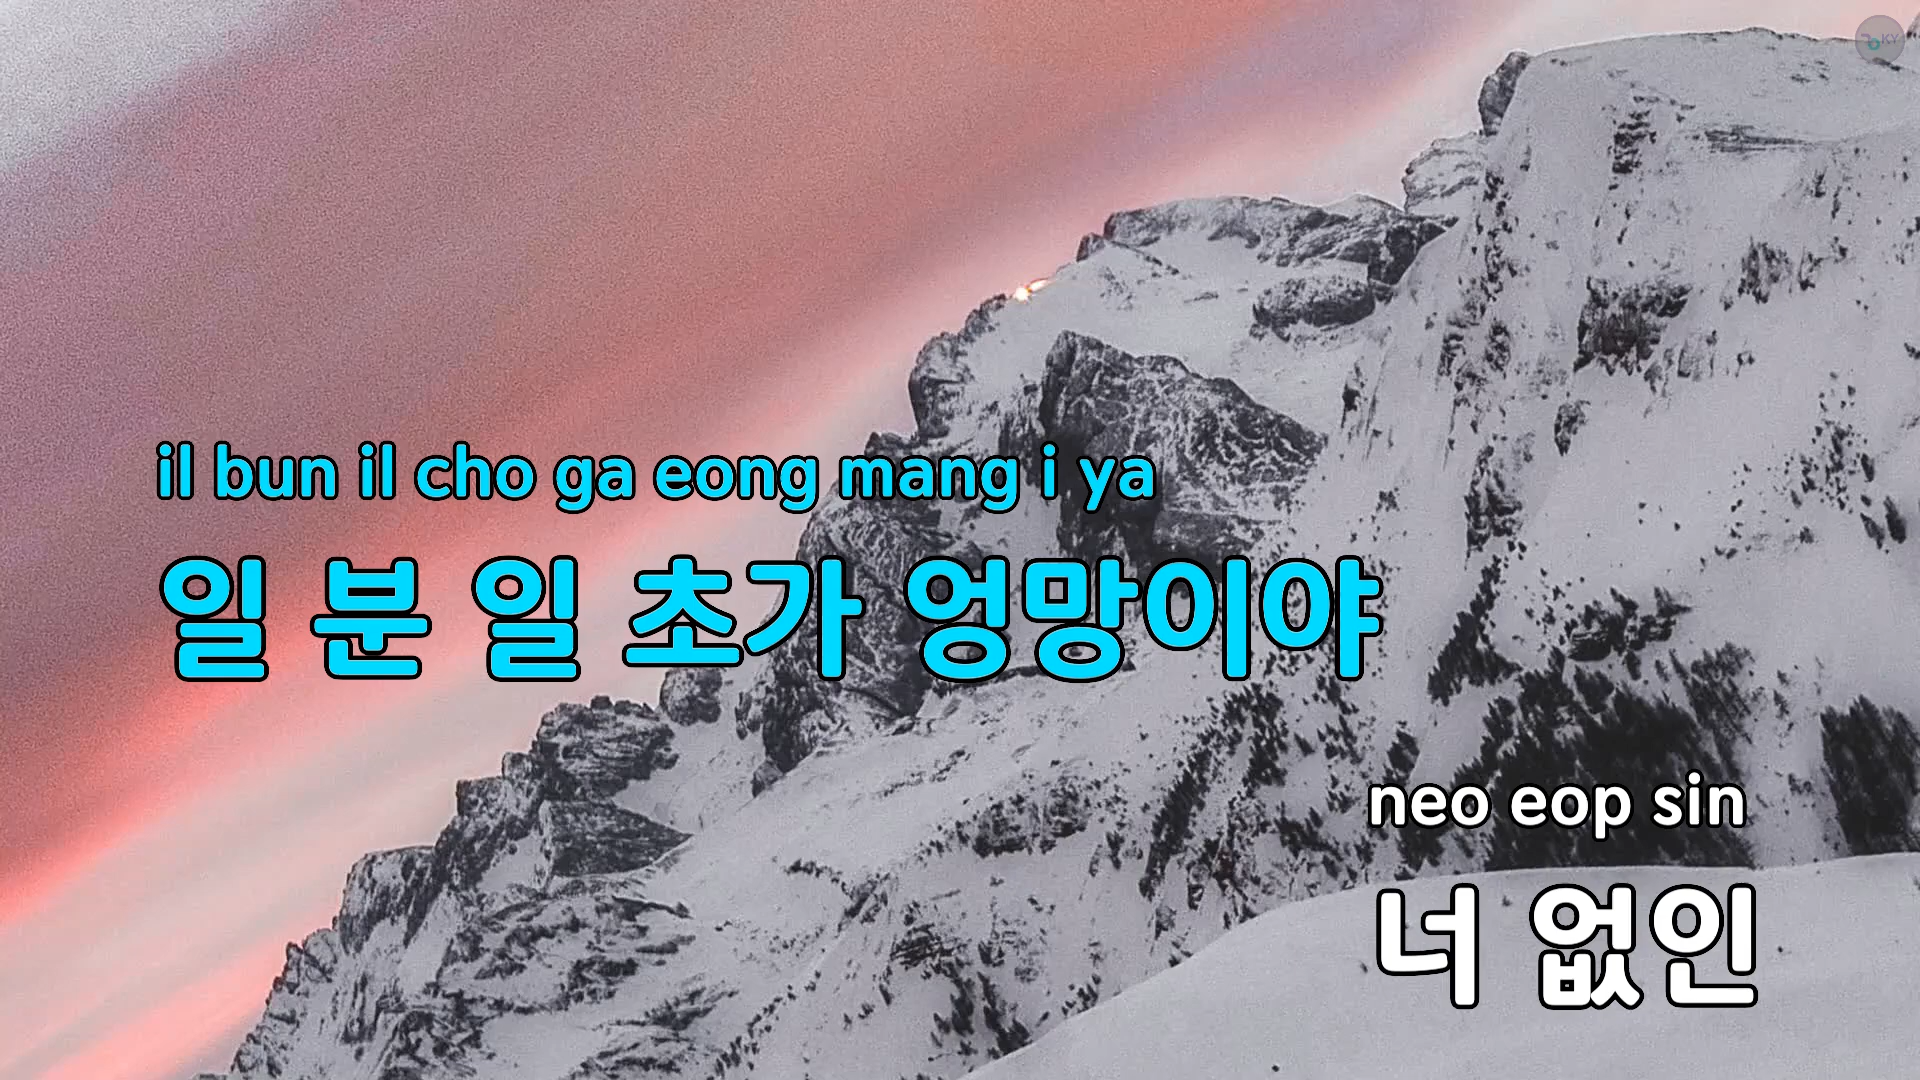 il bun il cho ga eong mang i ya
일 분 일 초가 엉망이야
neo eop sin
너 없인
KY